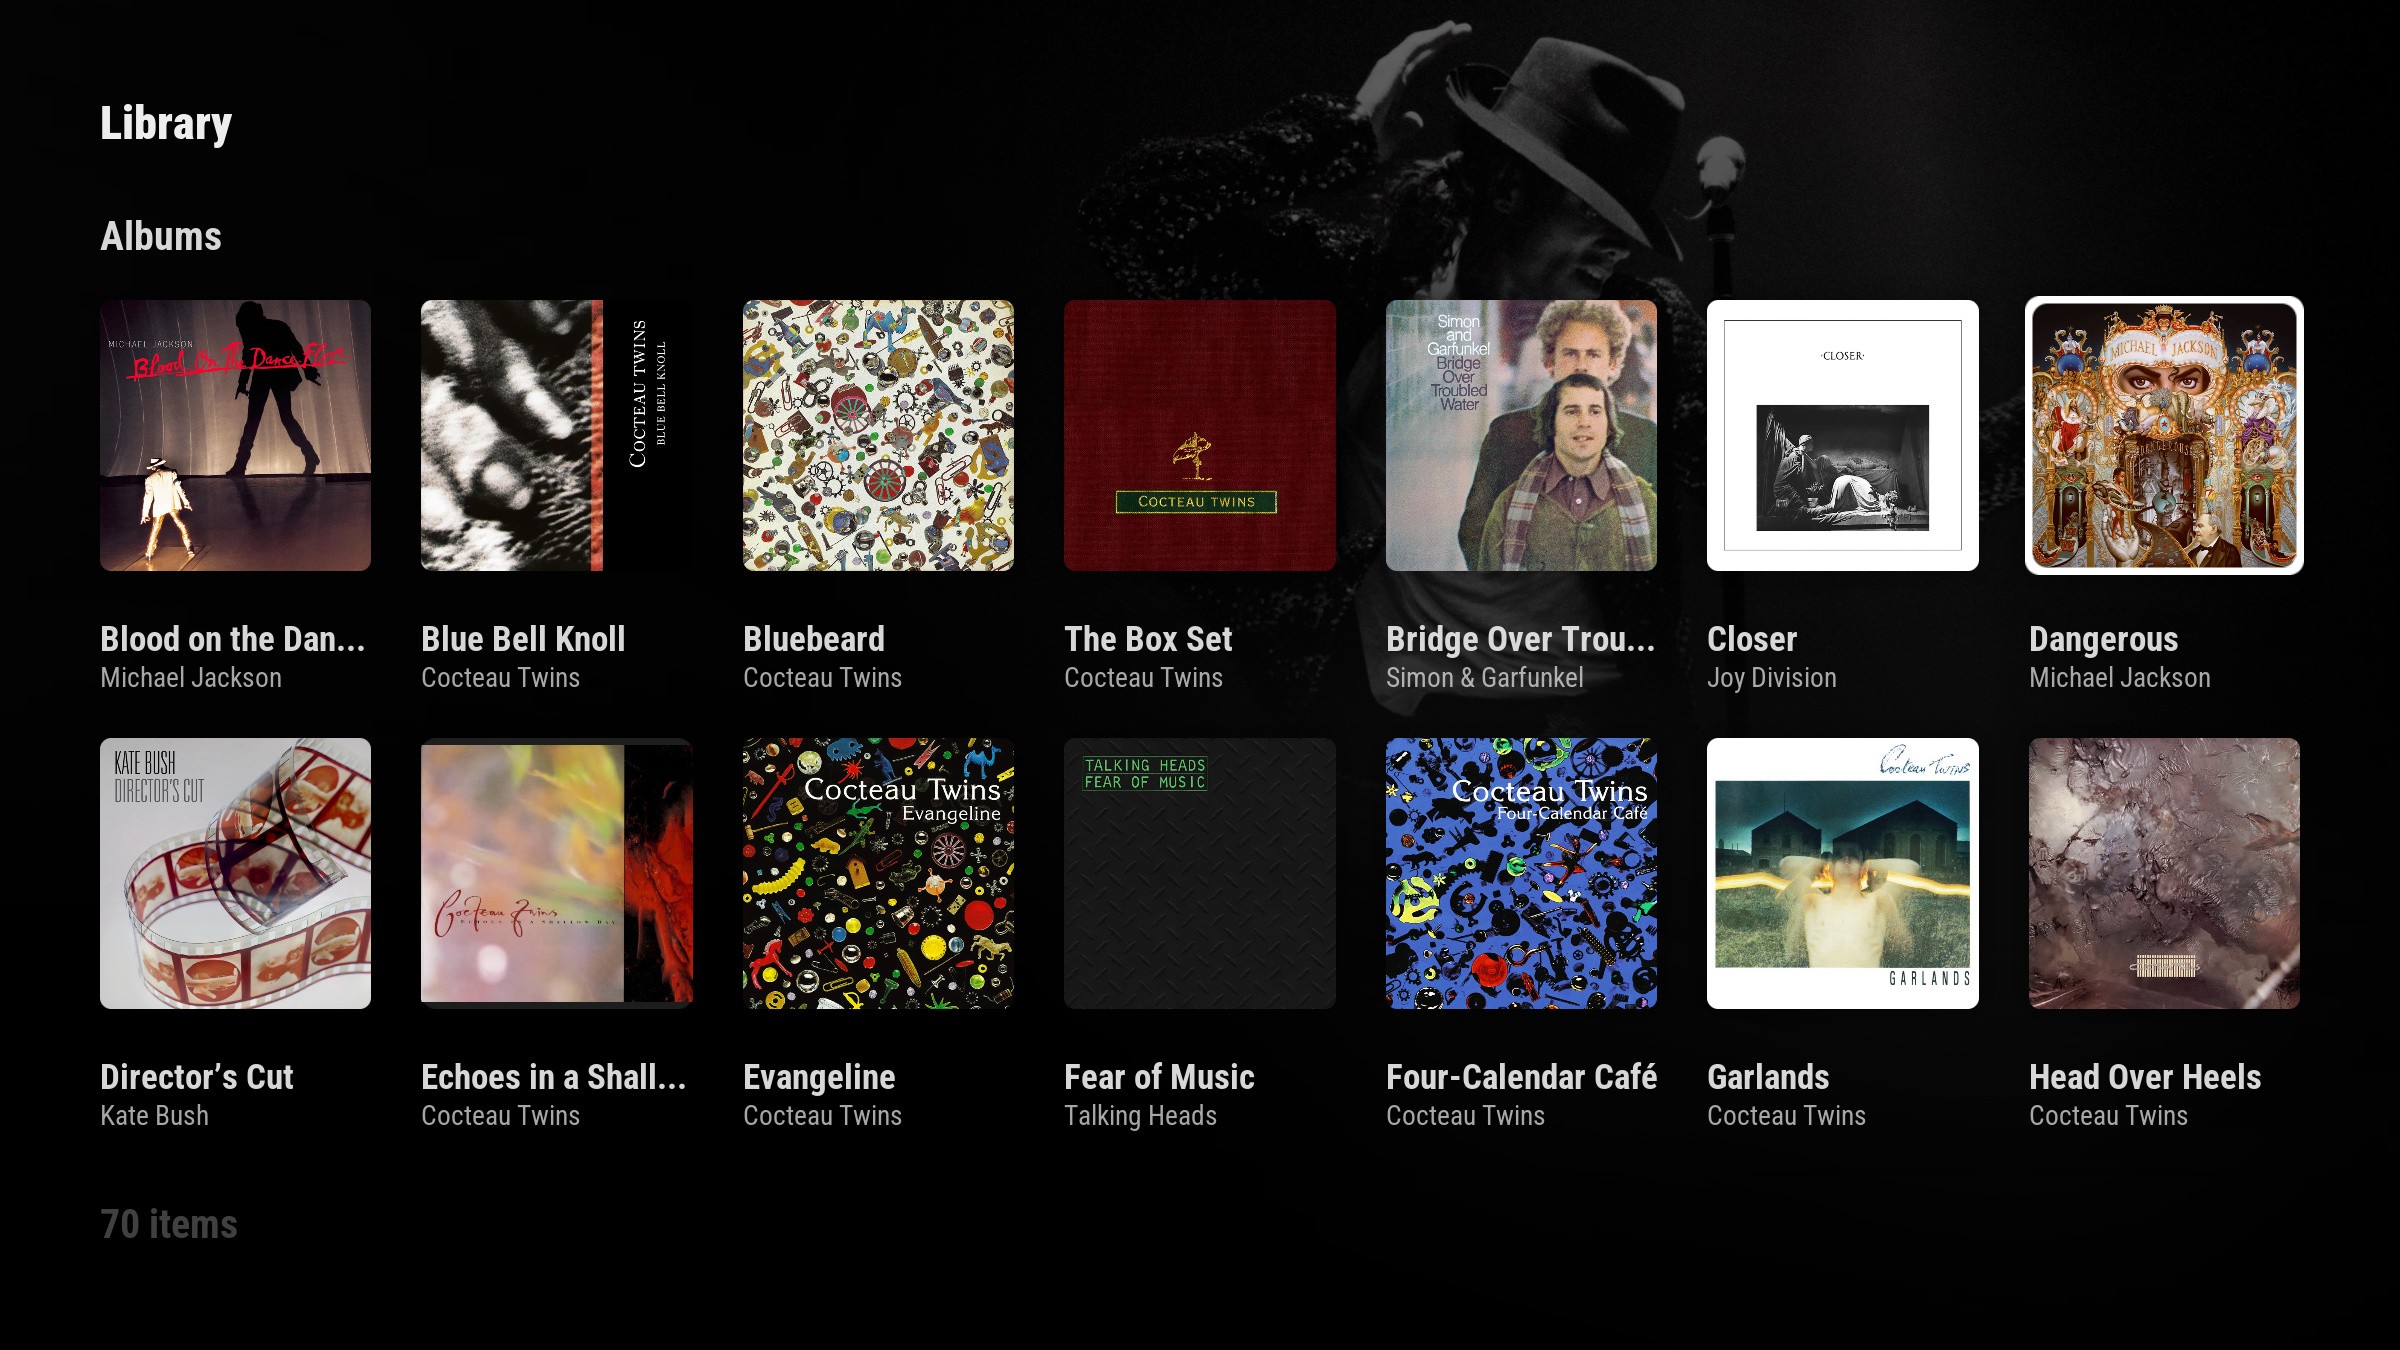 Library
Albums
MICHAEL JACKSON
Blood On The Dance Floor
COCTEAU TWINS
BLUE BELL KNOLL
COCTEAU TWINS
Simon
and
Garfunkel
Bridge
Over
Troubled
Water
·CLOSER·
MICHAEL JACKSON
DANGEROUS
Blood on the Dan...
Michael Jackson
Blue Bell Knoll
Cocteau Twins
Bluebeard
Cocteau Twins
The Box Set
Cocteau Twins
Bridge Over Trou...
Simon & Garfunkel
Closer
Joy Division
Dangerous
Michael Jackson
KATE BUSH
DIRECTOR'S CUT
Cocteau Twins
ECHOES IN A SHALLOW BAY
Cocteau Twins
Evangeline
TALKING HEADS
FEAR OF MUSIC
Cocteau Twins
Four-Calendar Café
Cocteau Twins
GARLANDS
Director’s Cut
Kate Bush
Echoes in a Shall...
Cocteau Twins
Evangeline
Cocteau Twins
Fear of Music
Talking Heads
Four-Calendar Café
Cocteau Twins
Garlands
Cocteau Twins
Head Over Heels
Cocteau Twins
70 items